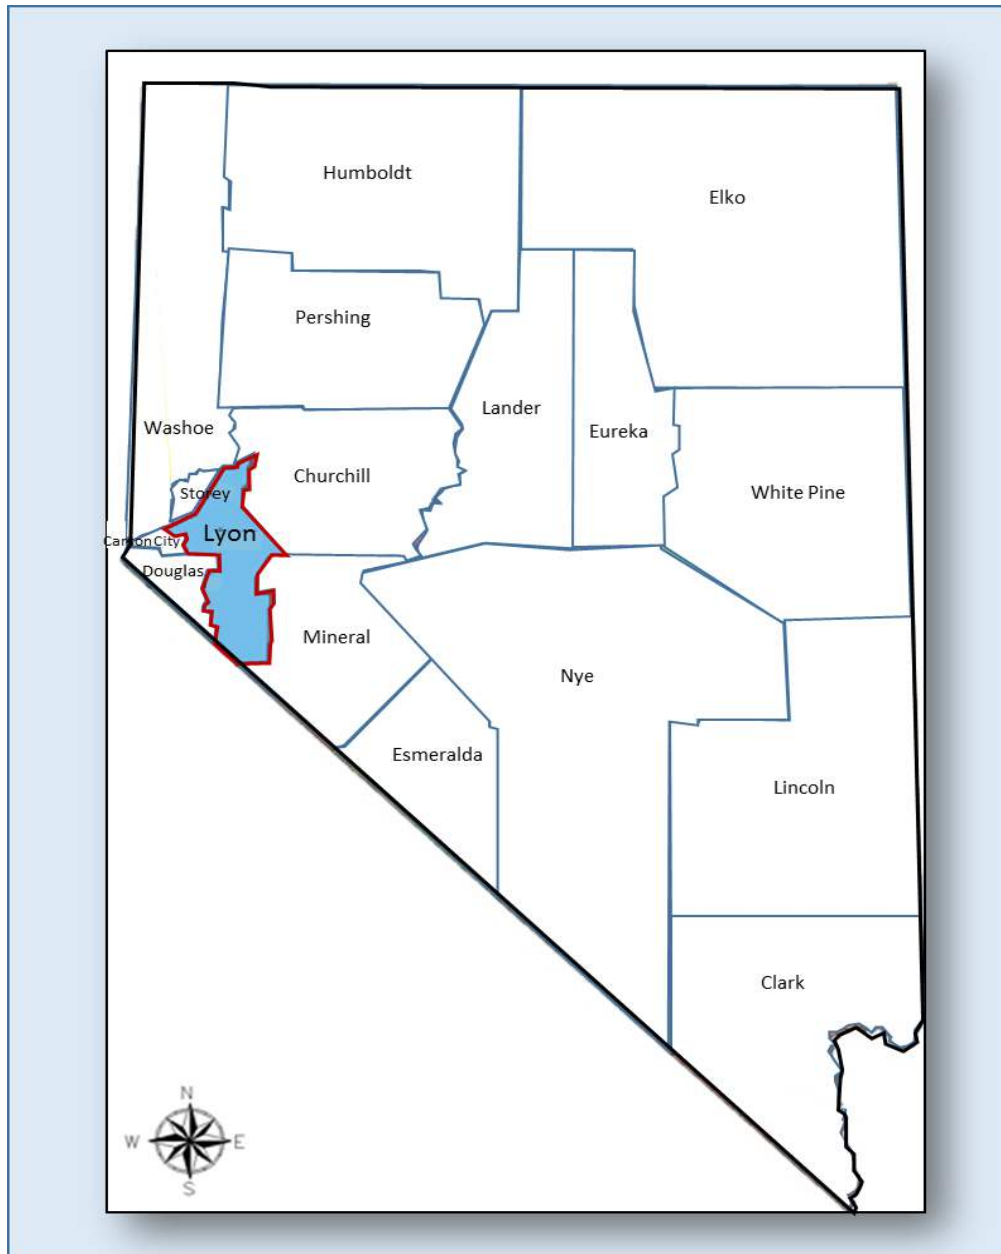 Humboldt
Elko
Pershing
Lander
Washoe
Eureka
Churchill
Storey
White Pine
Lyon
Carson City
Douglas
Mineral
Nye
Esmeralda
Lincoln
Clark
N
W E
S